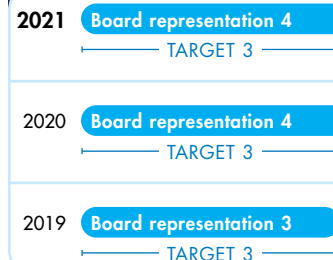 2021 Board representation 4
TARGET 3
2020 Board representation 4
TARGET 3
2019 Board representation 3
TARGET 3